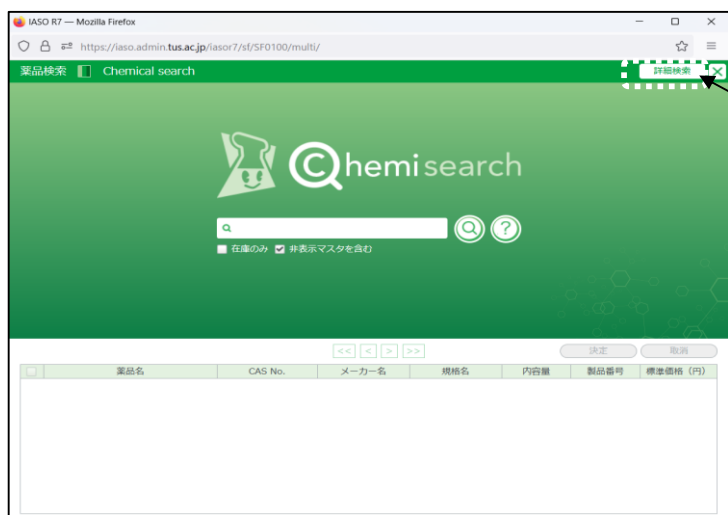 IASO R7 — Mozilla Firefox
https://iaso.admin.tus.ac.jp/iasor7/sf/SF0100/multi/
薬品検索 Chemical search 詳細検索
Chemisearch
在庫のみ 非表示マスタを含む
<< < > >> 決定 取消
薬品名 CAS No. メーカー名 規格名 内容量 製品番号 標準価格（円）